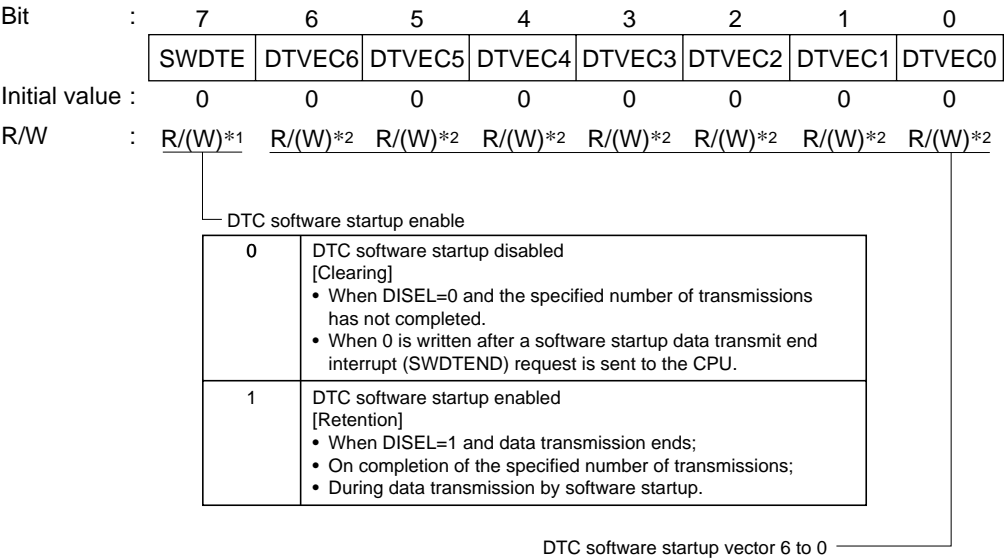 Bit : 7 6 5 4 3 2 1 0
SWDTE DTVEC6 DTVEC5 DTVEC4 DTVEC3 DTVEC2 DTVEC1 DTVEC0
Initial value : 0 0 0 0 0 0 0 0
R/W : R/(W)*1 R/(W)*2 R/(W)*2 R/(W)*2 R/(W)*2 R/(W)*2 R/(W)*2 R/(W)*2
DTC software startup enable
0 DTC software startup disabled
[Clearing]
• When DISEL=0 and the specified number of transmissions
has not completed.
• When 0 is written after a software startup data transmit end
interrupt (SWDTEND) request is sent to the CPU.
1 DTC software startup enabled
[Retention]
• When DISEL=1 and data transmission ends;
• On completion of the specified number of transmissions;
• During data transmission by software startup.
DTC software startup vector 6 to 0